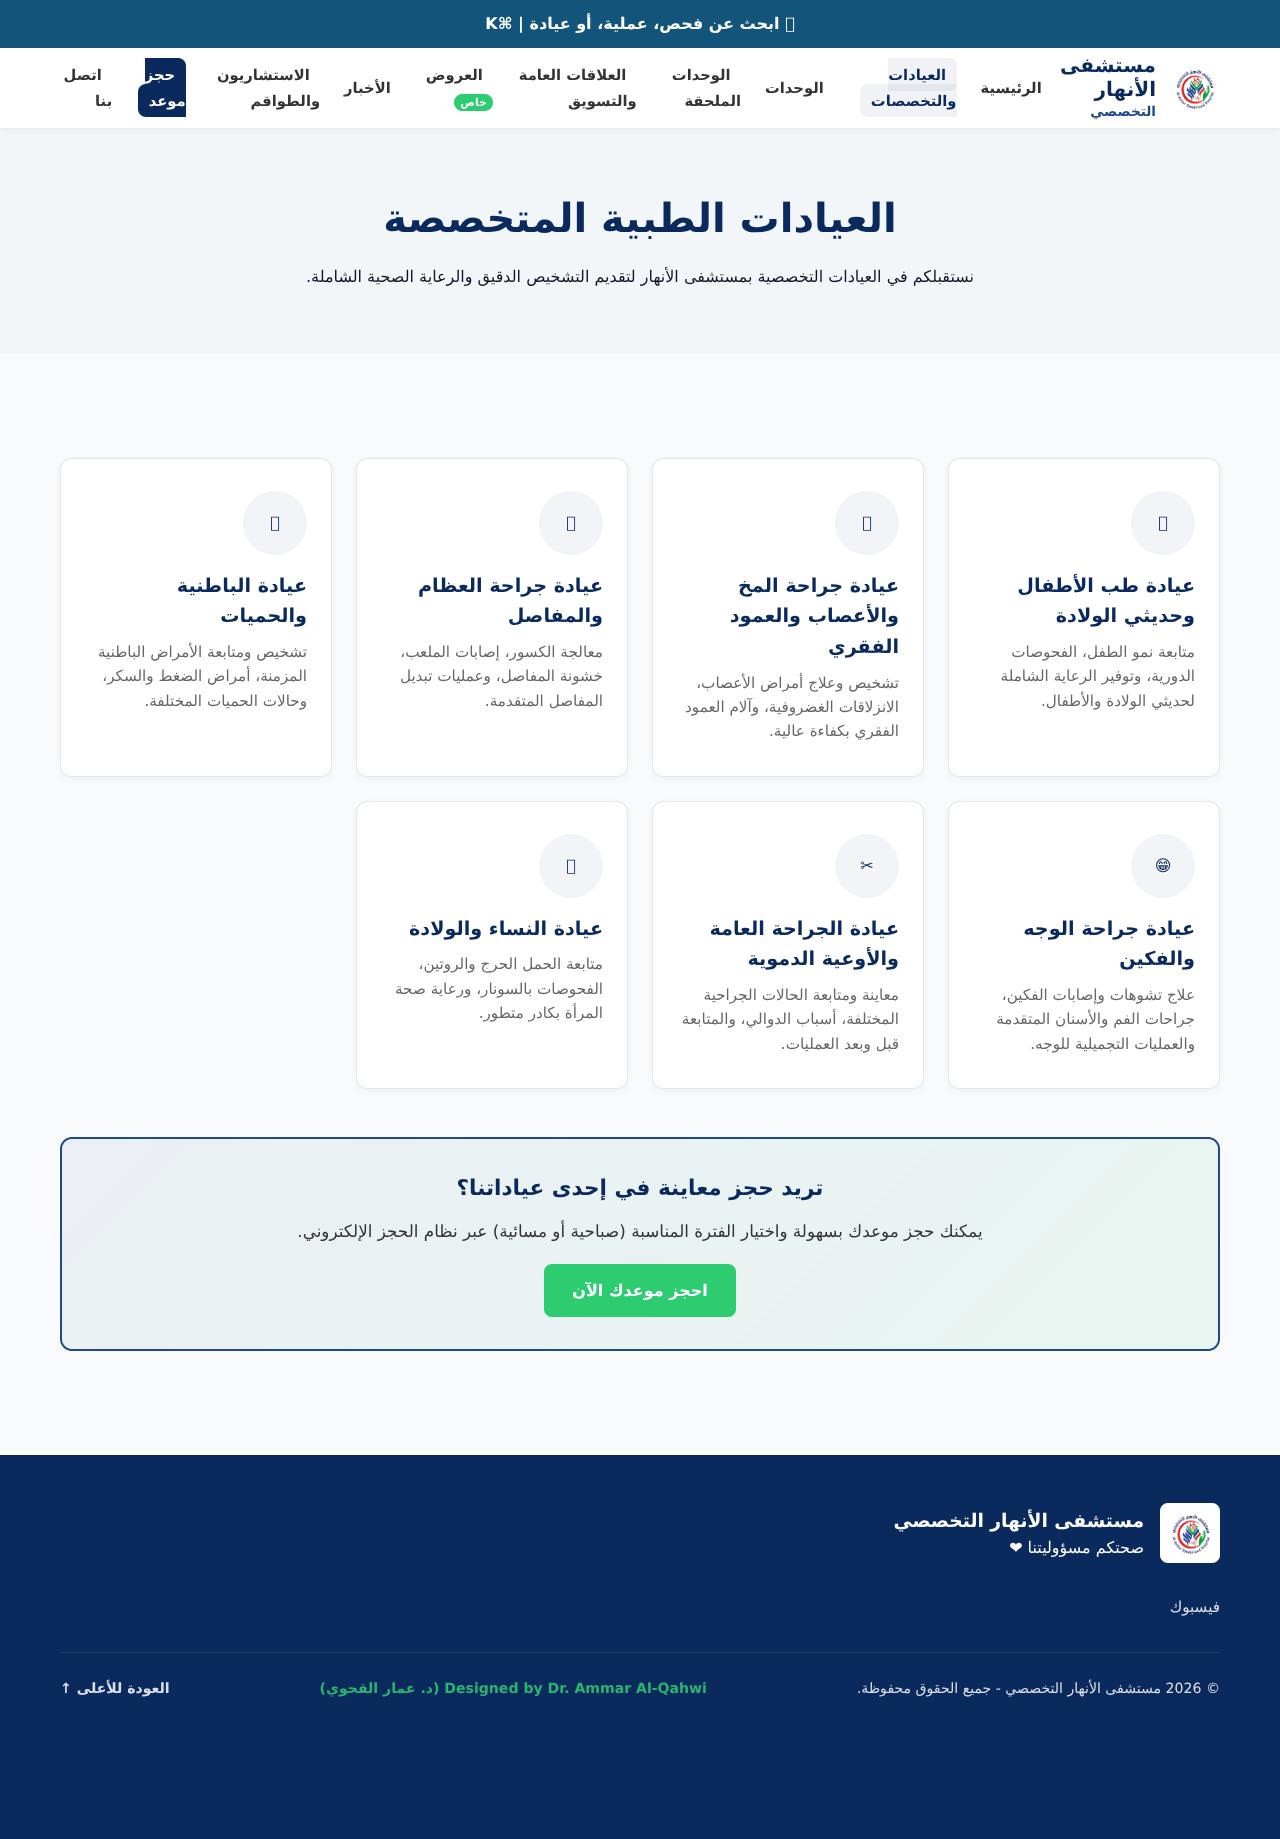 ابحث عن فحص، عملية، أو عيادة | ⌘K
مستشفى
الأنهار
التخصصي
الرئيسية
العيادات
والتخصصات
الوحدات
الوحدات
الملحقة
العلاقات العامة
والتسويق
العروض
خاص
الأخبار
الاستشاريون
والطواقم
حجز
موعد
اتصل
بنا
العيادات الطبية المتخصصة
نستقبلكم في العيادات التخصصية بمستشفى الأنهار لتقديم التشخيص الدقيق والرعاية الصحية الشاملة.
عيادة طب الأطفال
وحديثي الولادة
متابعة نمو الطفل، الفحوصات
الدورية، وتوفير الرعاية الشاملة
لحديثي الولادة والأطفال.
عيادة جراحة المخ
والأعصاب والعمود
الفقري
تشخيص وعلاج أمراض الأعصاب،
الانزلاقات الغضروفية، وآلام العمود
الفقري بكفاءة عالية.
عيادة جراحة العظام
والمفاصل
معالجة الكسور، إصابات الملعب،
خشونة المفاصل، وعمليات تبديل
المفاصل المتقدمة.
عيادة الباطنية
والحميات
تشخيص ومتابعة الأمراض الباطنية
المزمنة، أمراض الضغط والسكر،
وحالات الحميات المختلفة.
😁
عيادة جراحة الوجه
والفكين
علاج تشوهات وإصابات الفكين،
جراحات الفم والأسنان المتقدمة
والعمليات التجميلية للوجه.
✂
عيادة الجراحة العامة
والأوعية الدموية
معاينة ومتابعة الحالات الجراحية
المختلفة، أسباب الدوالي، والمتابعة
قبل وبعد العمليات.
عيادة النساء والولادة
متابعة الحمل الحرج والروتين،
الفحوصات بالسونار، ورعاية صحة
المرأة بكادر متطور.
تريد حجز معاينة في إحدى عياداتنا؟
يمكنك حجز موعدك بسهولة واختيار الفترة المناسبة (صباحية أو مسائية) عبر نظام الحجز الإلكتروني.
احجز موعدك الآن
مستشفى الأنهار التخصصي
صحتكم مسؤوليتنا ❤
فيسبوك
© 2026 مستشفى الأنهار التخصصي - جميع الحقوق محفوظة.
Designed by Dr. Ammar Al-Qahwi (د. عمار القحوي)
العودة للأعلى ↑